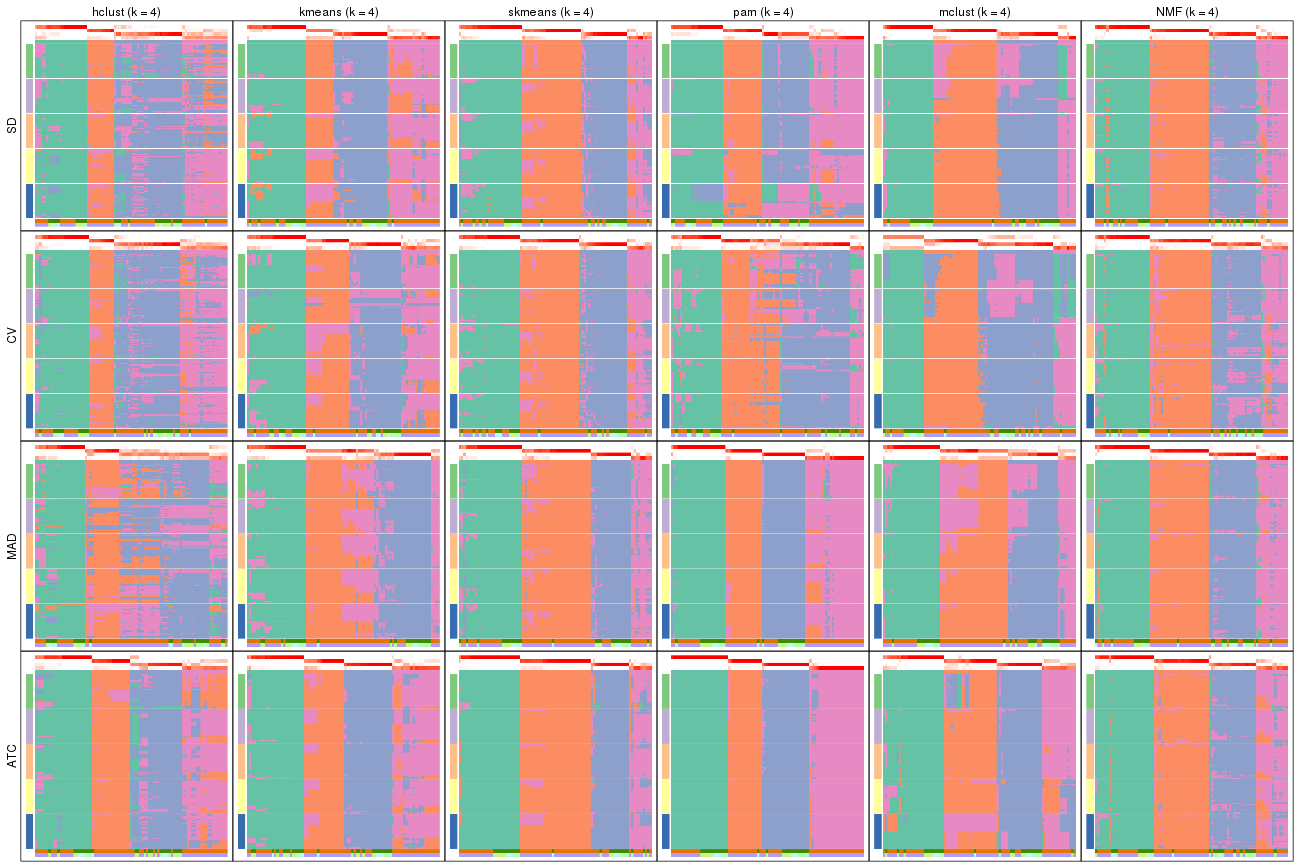 hclust (k = 4)
kmeans (k = 4)
skmeans (k = 4)
pam (k = 4)
mclust (k = 4)
NMF (k = 4)
SD
CV
MAD
ATC